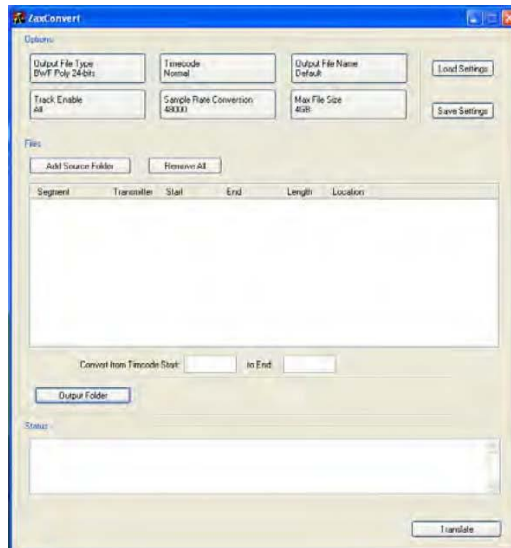 ZaxConvert
Options
Output File Type
BWF Poly 24-bits
Timecode
Normal
Output File Name
Default
Load Settings
Track Enable
All
Sample Rate Conversion
48000
Max File Size
4GB
Save Settings
Files
Add Source Folder
Remove All
Segment Transmitter Start End Length Location
Convert from Timcode Start: to End:
Output Folder
Status
Translate